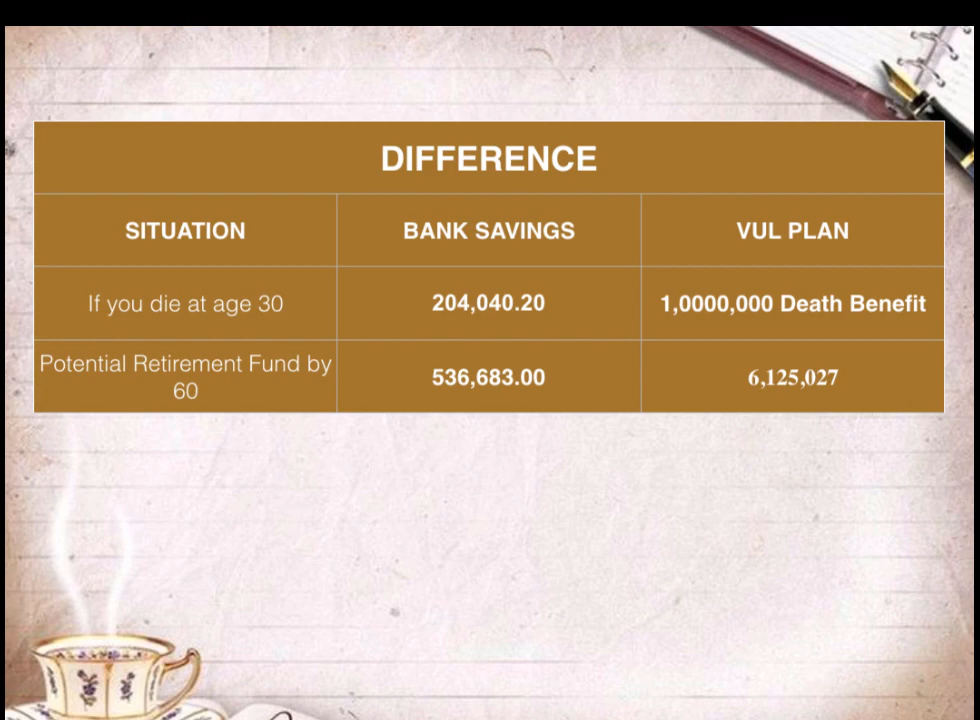 DIFFERENCE
SITUATION
BANK SAVINGS
VUL PLAN
If you die at age 30
204,040.20
1,0000,000 Death Benefit
Potential Retirement Fund by
60
536,683.00
6,125,027